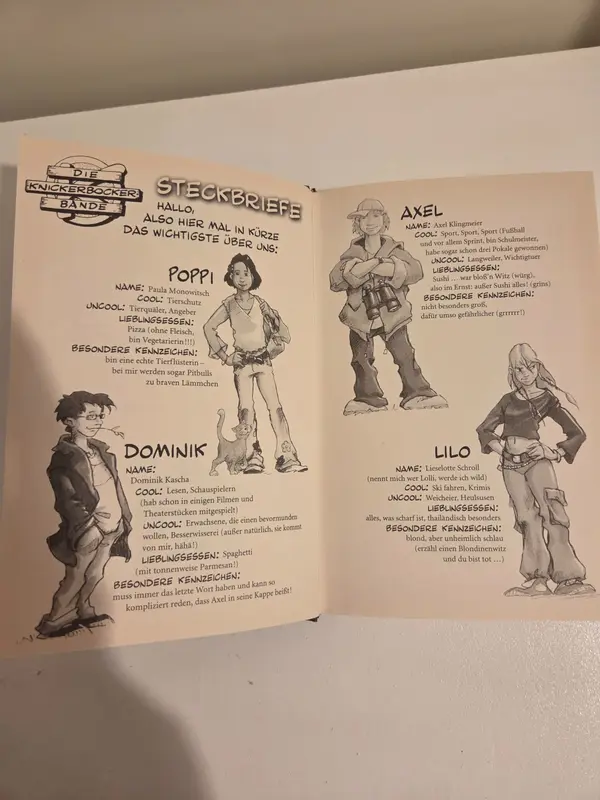 DIE
KNICKERBOCKER-
BANDE
STECKBRIEFE
HALLO,
ALSO HIER MAL IN KÜRZE
DAS WICHTIGSTE ÜBER UNS:
POPPI
NAME: Paula Monowitsch
COOL: Tierschutz
UNCOOL: Tierquäler, Angeber
LIEBLINGSESSEN:
Pizza (ohne Fleisch,
bin Vegetarierin!!!)
BESONDERE KENNZEICHEN:
bin eine echte Tierflüsterin –
bei mir werden sogar Pitbulls
zu braven Lämmchen
DOMINIK
NAME:
Dominik Kascha
COOL: Lesen, Schauspielern
(hab schon in einigen Filmen und
Theaterstücken mitgespielt)
UNCOOL: Erwachsene, die einen bevormunden
wollen, Besserwisserei (außer natürlich, sie kommt
von mir, hähä!)
LIEBLINGSESSEN: Spaghetti
(mit tonnenweise Parmesan!)
BESONDERE KENNZEICHEN:
muss immer das letzte Wort haben und kann so
kompliziert reden, dass Axel in seine Kappe beißt!
AXEL
NAME: Axel Klingmeier
COOL: Sport, Sport, Sport (Fußball
und vor allem Sprint, bin Schulmeister,
habe sogar schon drei Pokale gewonnen)
UNCOOL: Langweiler, Wichtigtuer
LIEBLINGSESSEN:
Sushi ... war bloß'n Witz (würg),
also im Ernst: außer Sushi alles! (grins)
BESONDERE KENNZEICHEN:
nicht besonders groß,
dafür umso gefährlicher (grrrrer!)
LILO
NAME: Lieselotte Schroll
(nennt mich wer Lolli, werde ich wild)
COOL: Ski fahren, Krimis
UNCOOL: Weicheier, Heulsusen
LIEBLINGSESSEN:
alles, was scharf ist, thailändisch besonders
BESONDERE KENNZEICHEN:
blond, aber unheimlich schlau
(erzähl einen Blondinenwitz
und du bist tot ...)